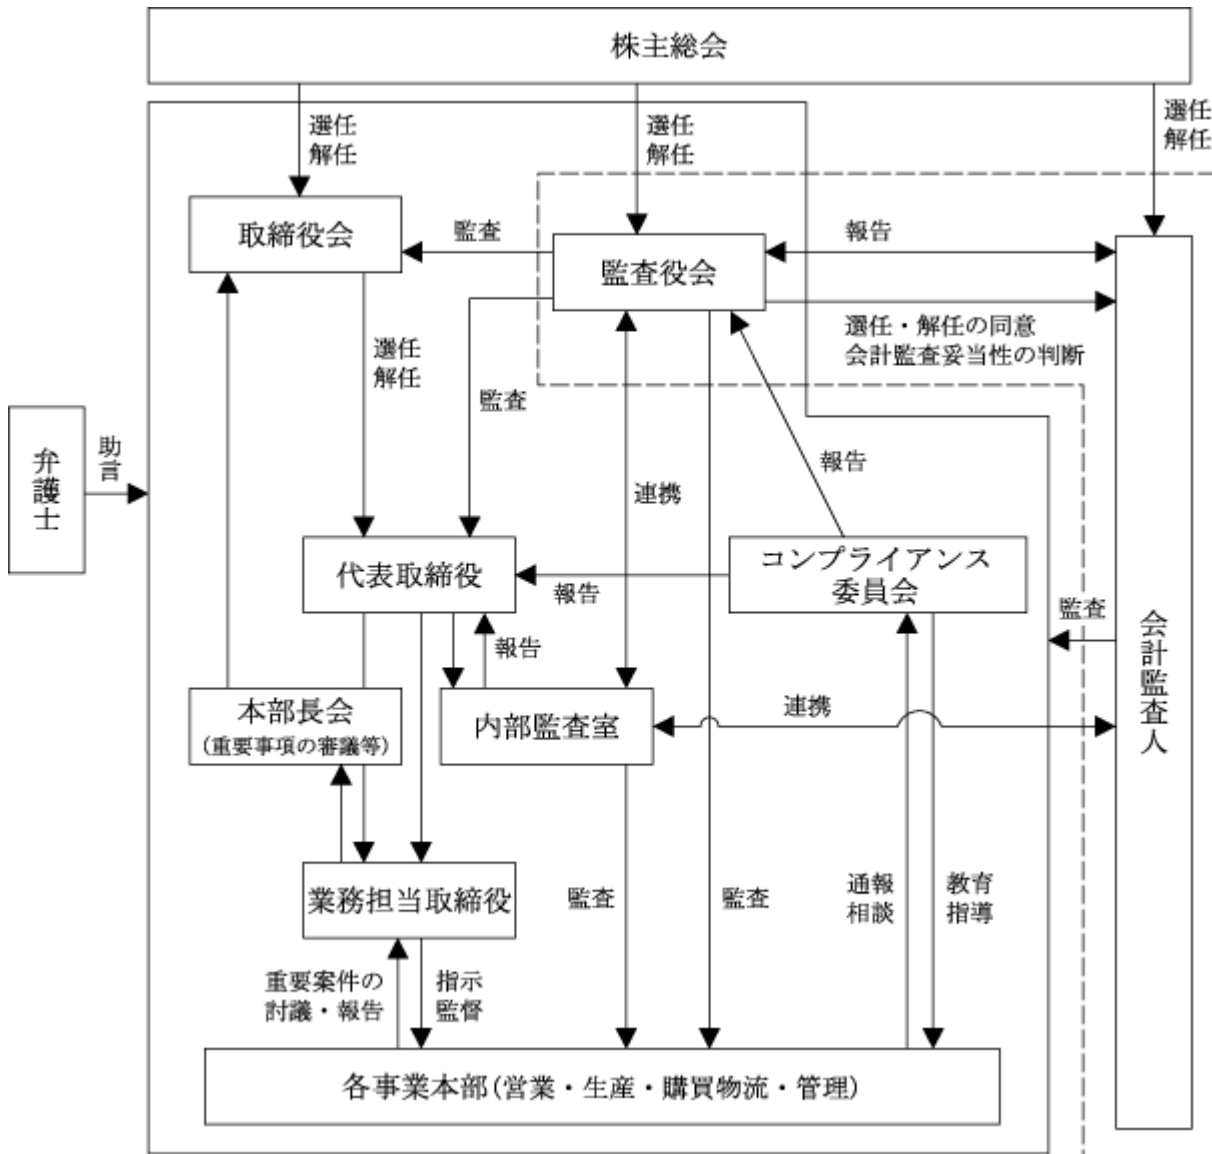 株主総会
選任
解任
選任
解任
選任
解任
取締役会
監査
監査役会
報告
選任・解任の同意
会計監査妥当性の判断
選任
解任
監査
弁護士
助言
連携
報告
代表取締役
報告
コンプライアンス
委員会
監査
会計監査人
報告
本部長会
(重要事項の審議等)
内部監査室
連携
業務担当取締役
監査
監査
通報
相談
教育
指導
重要案件の
討議・報告
指示
監督
各事業本部(営業・生産・購買物流・管理)